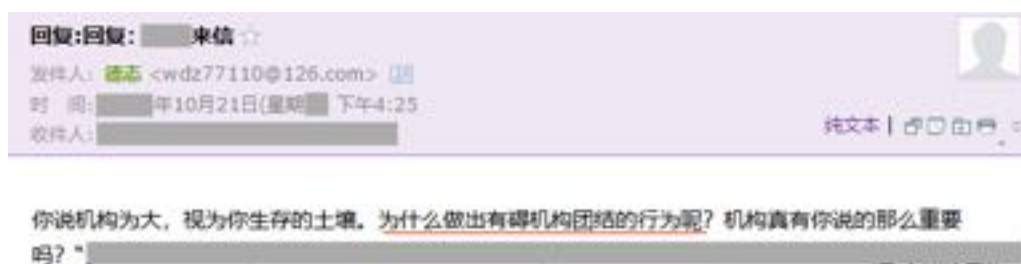 回复:回复: 来信
发件人: 德志 <wdz77110@126.com>
时 间: 年10月21日(星期 下午4:25
收件人:
纯文本 |
你说机构为大，视为你生存的土壤。为什么做出有碍机构团结的行为呢？机构真有你说的那么重要
吗？"